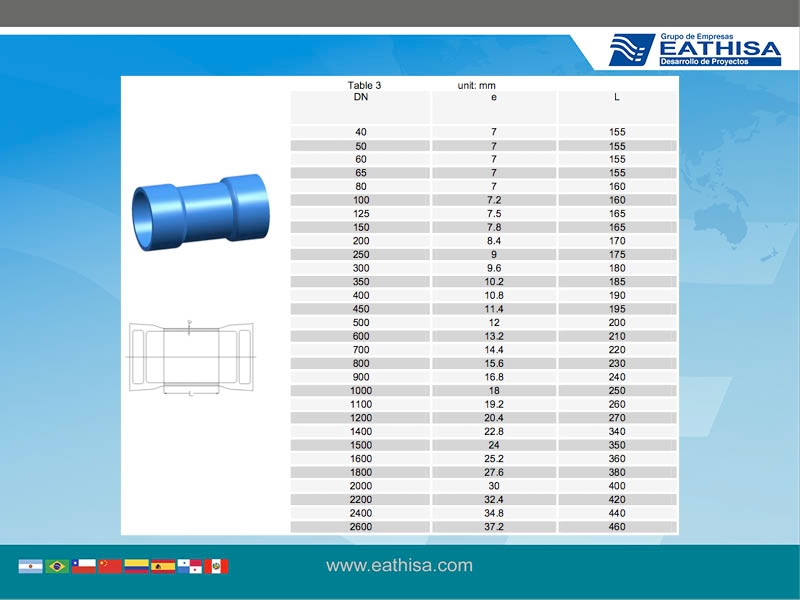 Grupo de Empresas
EATHISA
Desarrollo de Proyectos
Table 3 unit: mm
DN e L
40 7 155
50 7 155
60 7 155
65 7 155
80 7 160
100 7.2 160
125 7.5 165
150 7.8 165
200 8.4 170
250 9 175
300 9.6 180
350 10.2 185
400 10.8 190
450 11.4 195
500 12 200
600 13.2 210
700 14.4 220
800 15.6 230
900 16.8 240
1000 18 250
1100 19.2 260
1200 20.4 270
1400 22.8 340
1500 24 350
1600 25.2 360
1800 27.6 380
2000 30 400
2200 32.4 420
2400 34.8 440
2600 37.2 460
L
www.eathisa.com